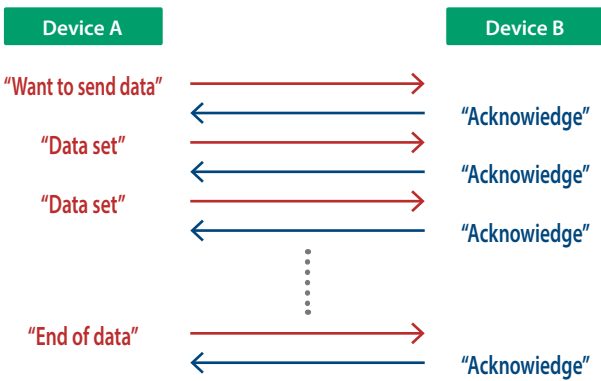 Device A
Device B
“Want to send data”
“Acknowiedge”
“Data set”
“Acknowiedge”
“Data set”
“Acknowiedge”
“End of data”
“Acknowiedge”